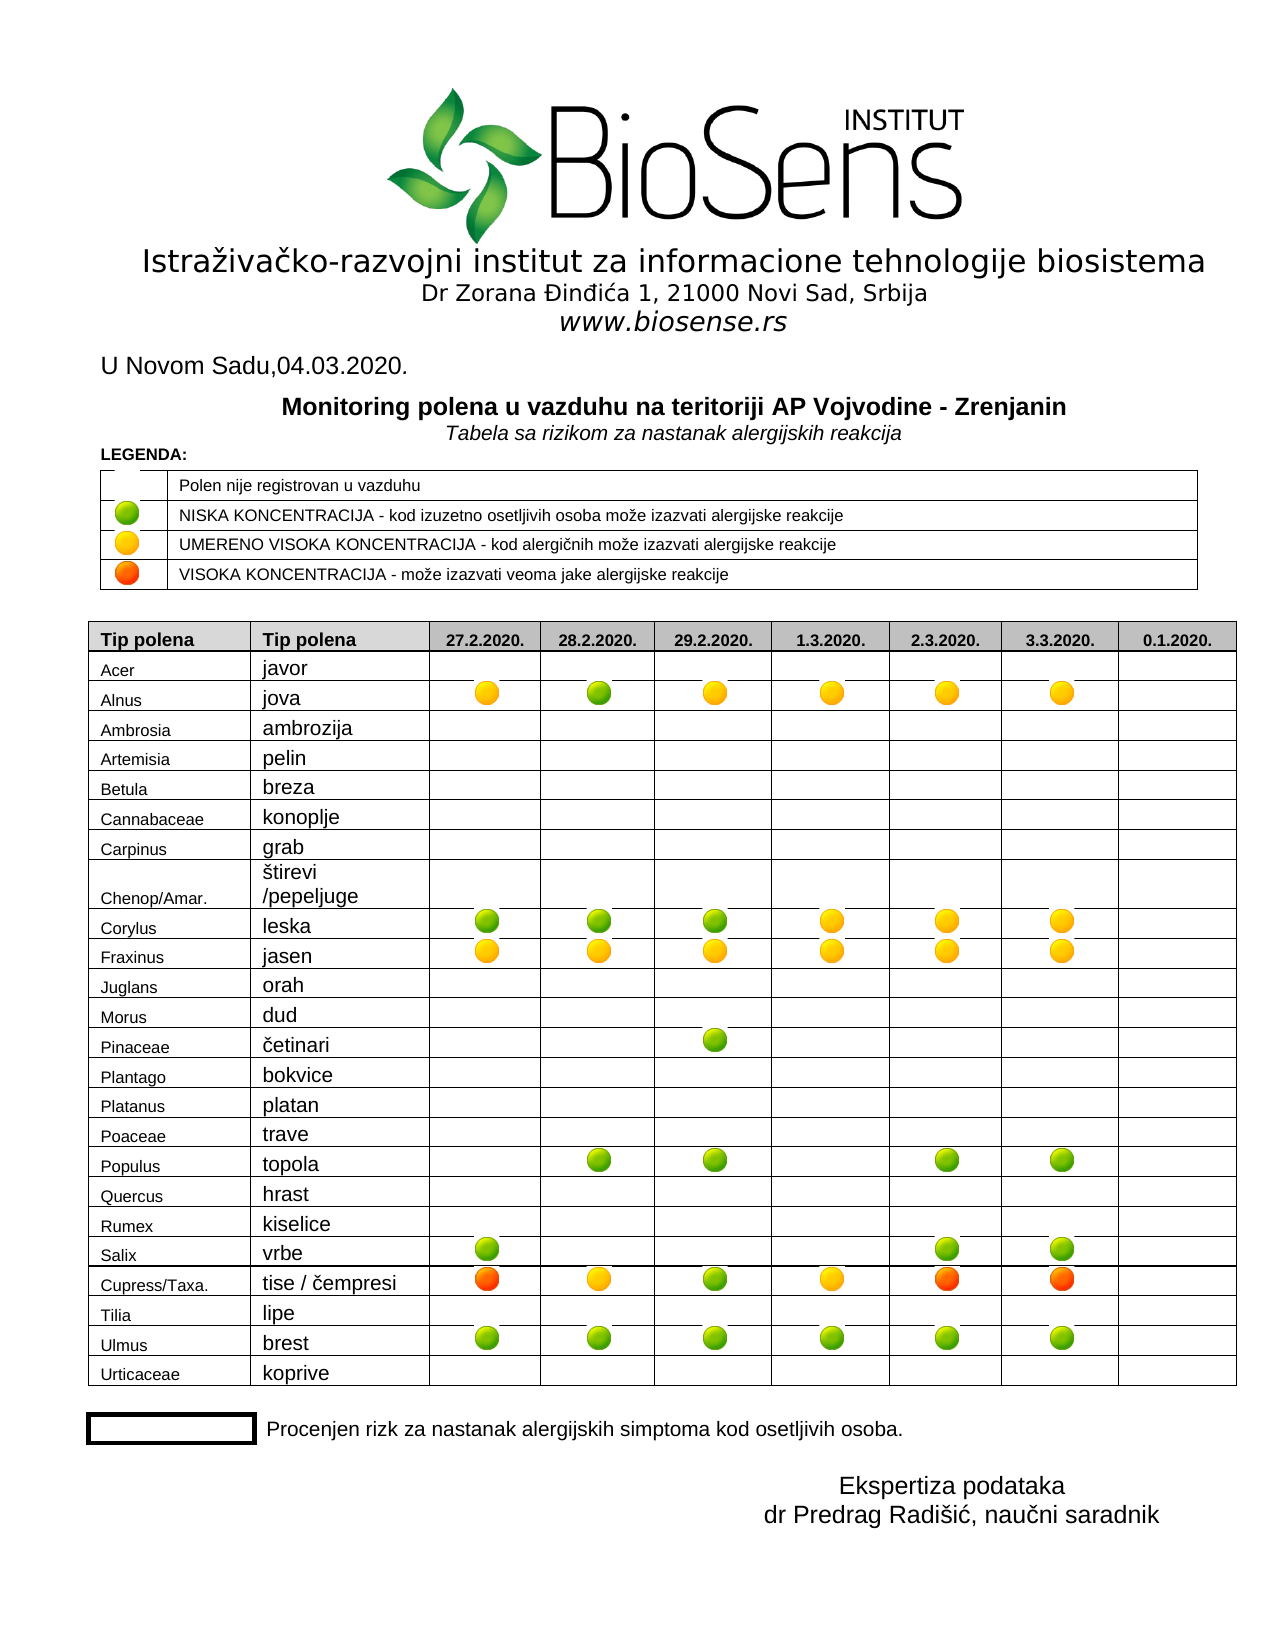 INSTITUT
BioSens
Istraživačko-razvojni institut za informacione tehnologije biosistema
Dr Zorana Đinđića 1, 21000 Novi Sad, Srbija
www.biosense.rs
U Novom Sadu,04.03.2020.
Monitoring polena u vazduhu na teritoriji AP Vojvodine - Zrenjanin
Tabela sa rizikom za nastanak alergijskih reakcija
LEGENDA:
Polen nije registrovan u vazduhu
NISKA KONCENTRACIJA - kod izuzetno osetljivih osoba može izazvati alergijske reakcije
UMERENO VISOKA KONCENTRACIJA - kod alergičnih može izazvati alergijske reakcije
VISOKA KONCENTRACIJA - može izazvati veoma jake alergijske reakcije
Tip polena Tip polena 27.2.2020. 28.2.2020. 29.2.2020. 1.3.2020. 2.3.2020. 3.3.2020. 0.1.2020.
Acer javor
Alnus jova
Ambrosia ambrozija
Artemisia pelin
Betula breza
Cannabaceae konoplje
Carpinus grab
štirevi
Chenop/Amar. /pepeljuge
Corylus leska
Fraxinus jasen
Juglans orah
Morus dud
Pinaceae četinari
Plantago bokvice
Platanus platan
Poaceae trave
Populus topola
Quercus hrast
Rumex kiselice
Salix vrbe
Cupress/Taxa. tise / čempresi
Tilia lipe
Ulmus brest
Urticaceae koprive
Procenjen rizk za nastanak alergijskih simptoma kod osetljivih osoba.
Ekspertiza podataka
dr Predrag Radišić, naučni saradnik